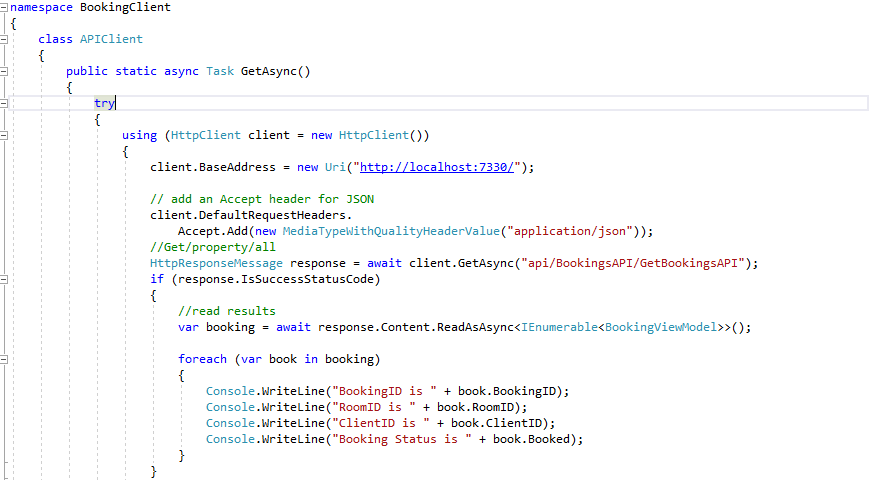 namespace BookingClient
{
class APIClient
{
public static async Task GetAsync()
{
try
{
using (HttpClient client = new HttpClient())
{
client.BaseAddress = new Uri("http://localhost:7330/");
// add an Accept header for JSON
client.DefaultRequestHeaders.
Accept.Add(new MediaTypeWithQualityHeaderValue("application/json"));
//Get/property/all
HttpResponseMessage response = await client.GetAsync("api/BookingsAPI/GetBookingsAPI");
if (response.IsSuccessStatusCode)
{
//read results
var booking = await response.Content.ReadAsAsync<IEnumerable<BookingViewModel>>();
foreach (var book in booking)
{
Console.WriteLine("BookingID is " + book.BookingID);
Console.WriteLine("RoomID is " + book.RoomID);
Console.WriteLine("ClientID is " + book.ClientID);
Console.WriteLine("Booking Status is " + book.Booked);
}
}